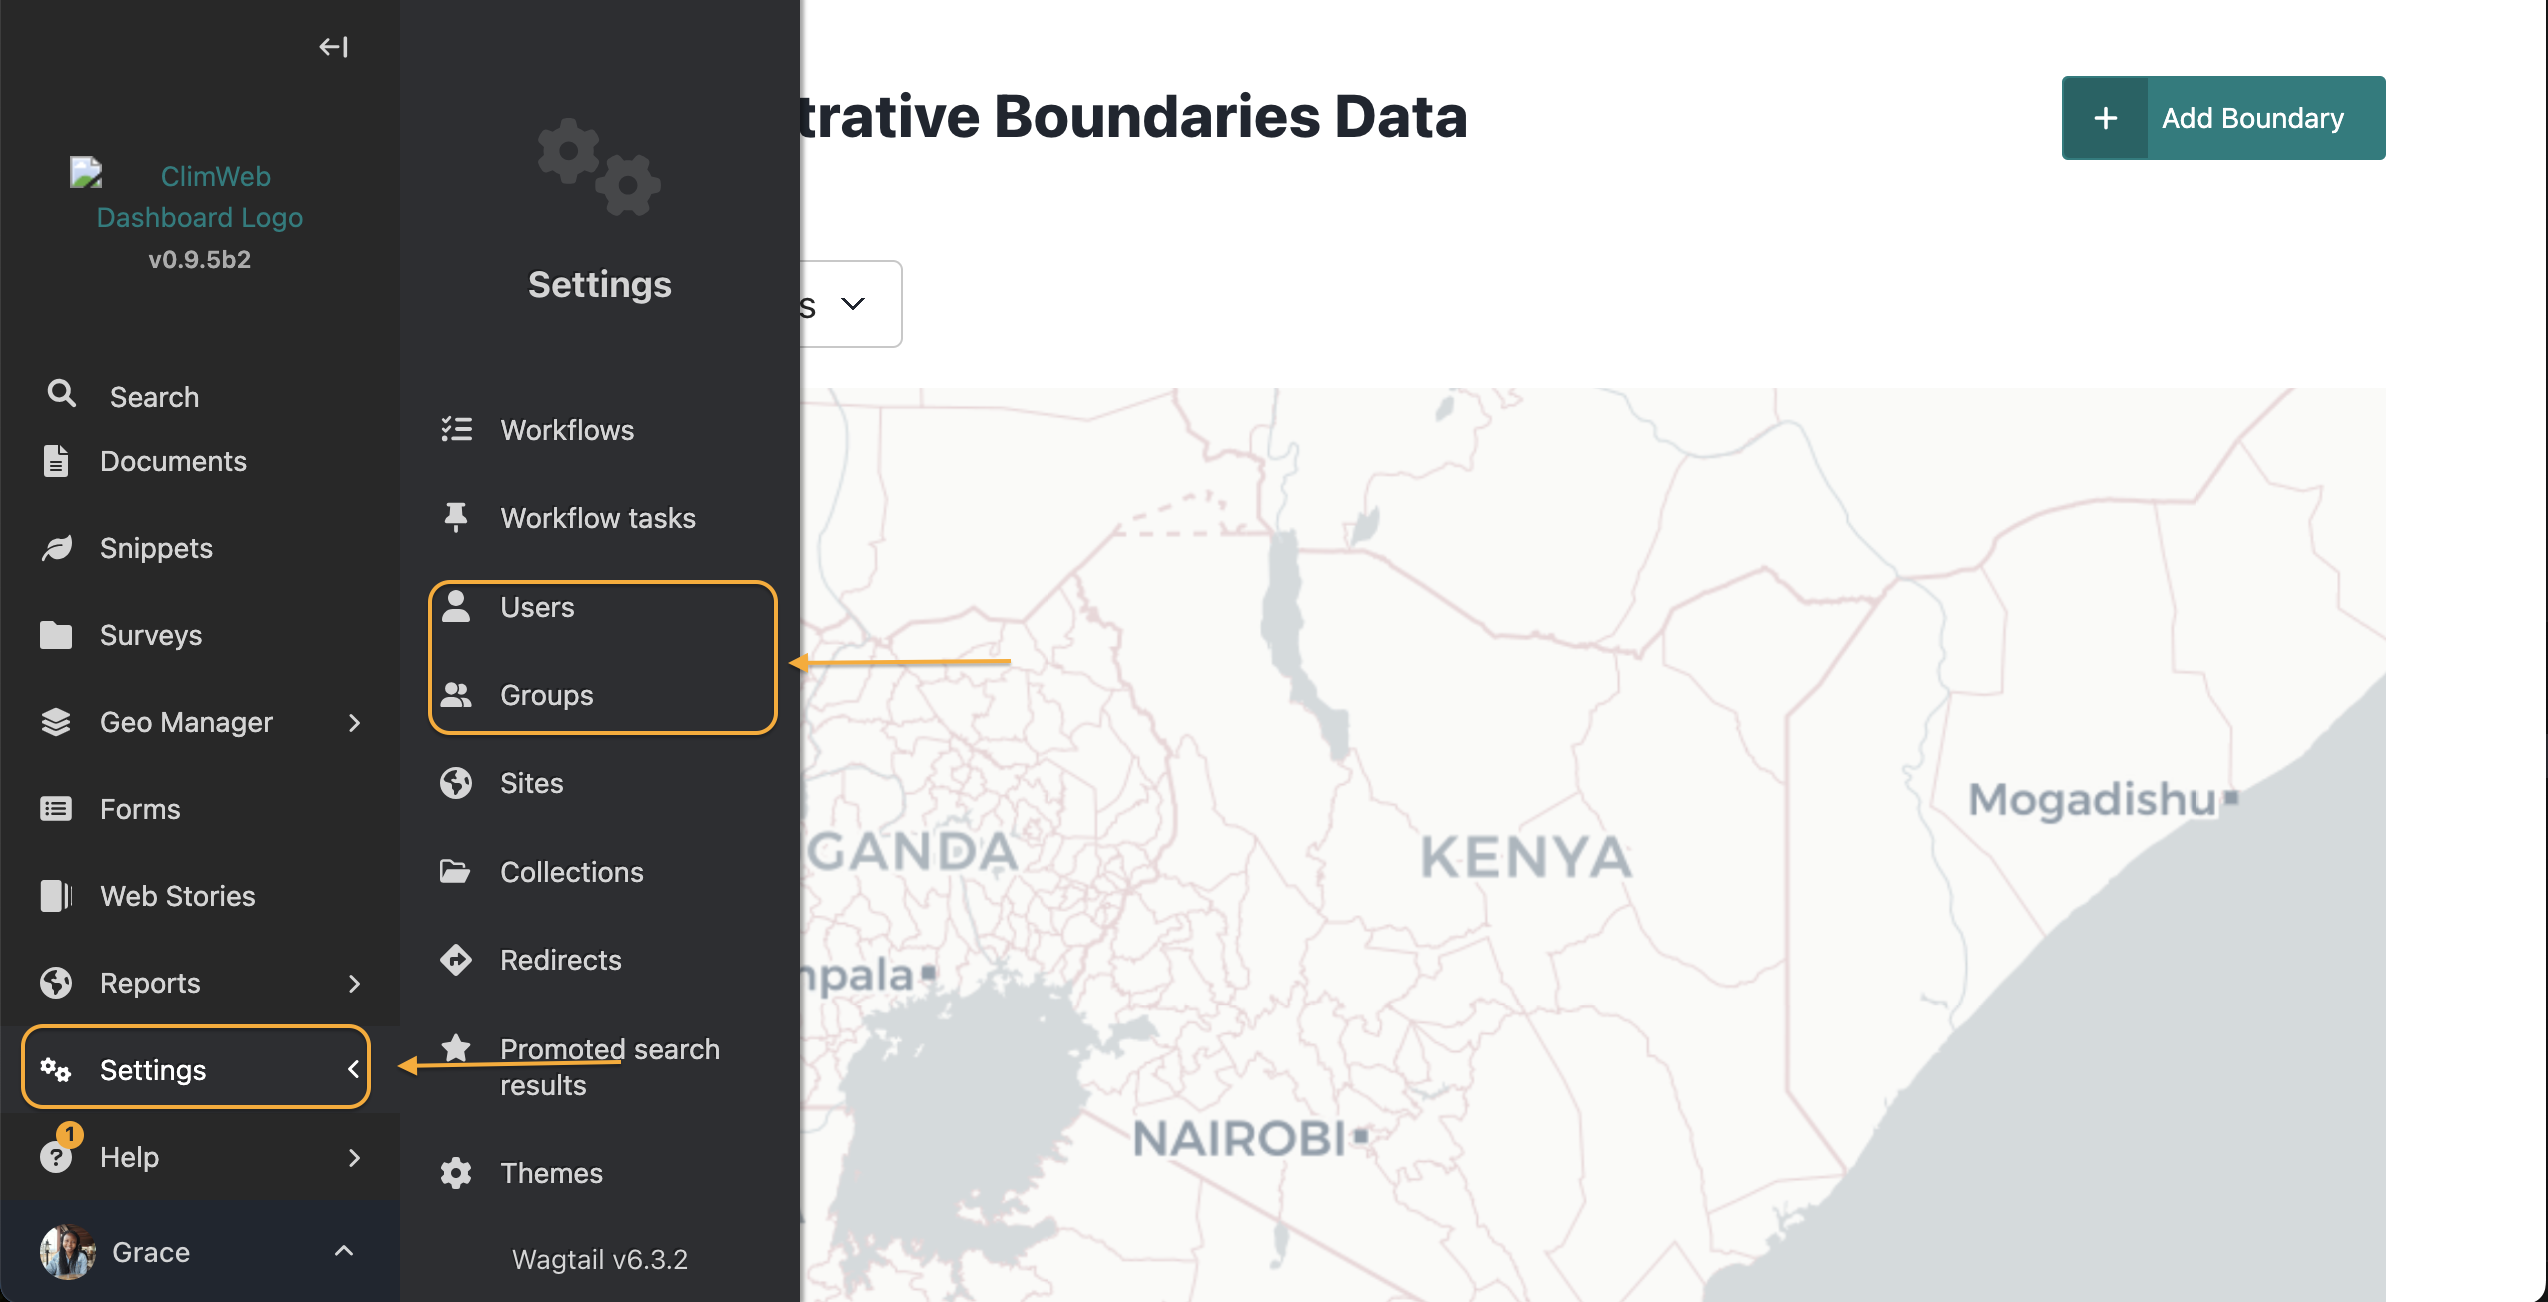 ClimWeb
Dashboard Logo
v0.9.5b2
Search
Documents
Snippets
Surveys
Geo Manager
Forms
Web Stories
Reports
Settings
1
Help
Grace
Settings
Workflows
Workflow tasks
Users
Groups
Sites
Collections
Redirects
Promoted search
results
Themes
Wagtail v6.3.2
trative Boundaries Data
Add Boundary
s
GANDA
KENYA
Mogadishu
mpala
NAIROBI